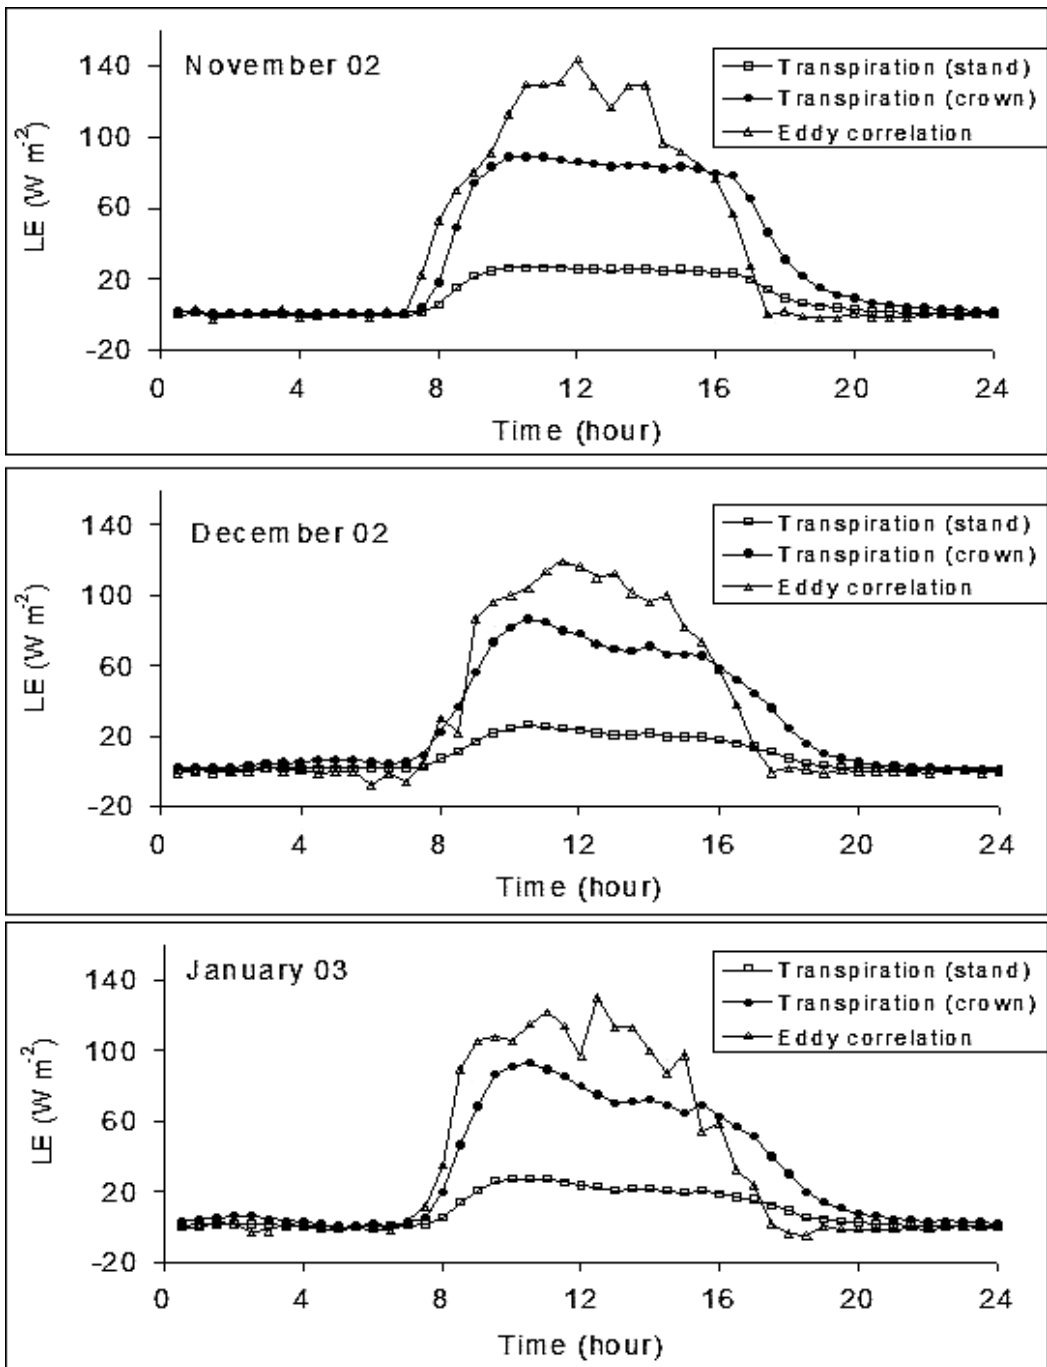 November 02
Transpiration (stand)
Transpiration (crown)
Eddy correlation
LE (W m-2)
140
100
60
20
-20
0 4 8 12 16 20 24
Time (hour)
December 02
Transpiration (stand)
Transpiration (crown)
Eddy correlation
LE (W m-2)
140
100
60
20
-20
0 4 8 12 16 20 24
Time (hour)
January 03
Transpiration (stand)
Transpiration (crown)
Eddy correlation
LE (W m-2)
140
100
60
20
-20
0 4 8 12 16 20 24
Time (hour)